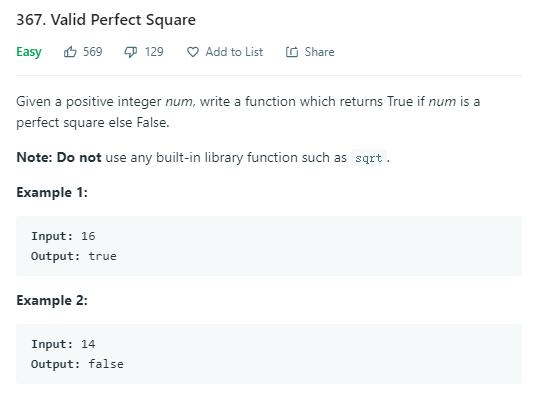 367. Valid Perfect Square
Easy 569 129 Add to List Share
Given a positive integer num, write a function which returns True if num is a
perfect square else False.
Note: Do not use any built-in library function such as sqrt.
Example 1:
Input: 16
Output: true
Example 2:
Input: 14
Output: false